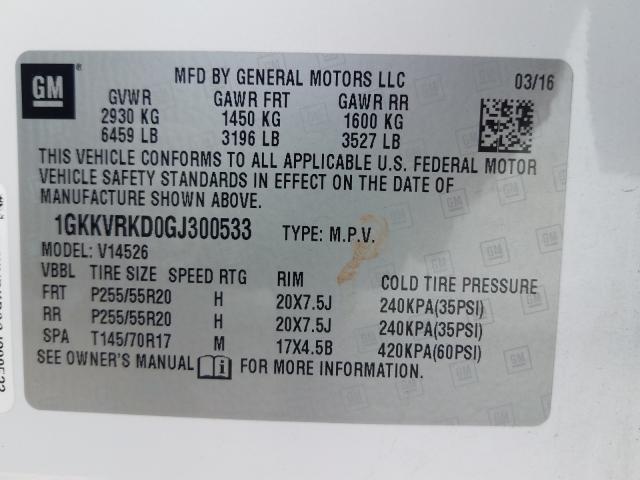 GM
MFD BY GENERAL MOTORS LLC 03/16
GVWR GAWR FRT GAWR RR
2930 KG 1450 KG 1600 KG
6459 LB 3196 LB 3527 LB
THIS VEHICLE CONFORMS TO ALL APPLICABLE U.S. FEDERAL MOTOR
VEHICLE SAFETY STANDARDS IN EFFECT ON THE DATE OF
MANUFACTURE SHOWN ABOVE.
1GKKVRKD0GJ300533 TYPE: M.P.V.
MODEL: V14526
VBBL TIRE SIZE SPEED RTG RIM COLD TIRE PRESSURE
FRT P255/55R20 H 20X7.5J 240KPA(35PSI)
RR P255/55R20 H 20X7.5J 240KPA(35PSI)
SPA T145/70R17 M 17X4.5B 420KPA(60PSI)
SEE OWNER'S MANUAL FOR MORE INFORMATION.